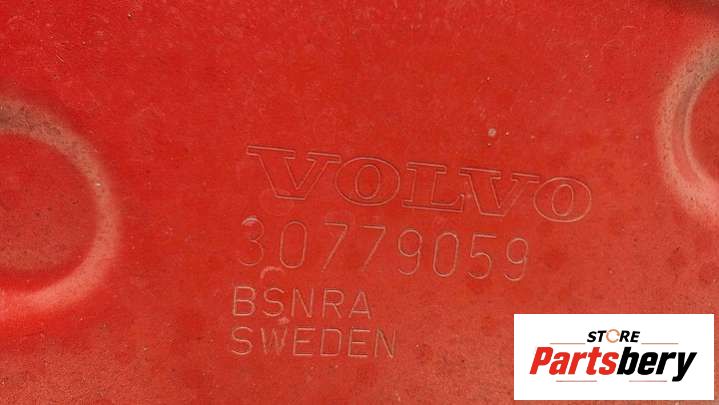 VOLVO
30779059
BSNRA
SWEDEN
STORE
Partsbery